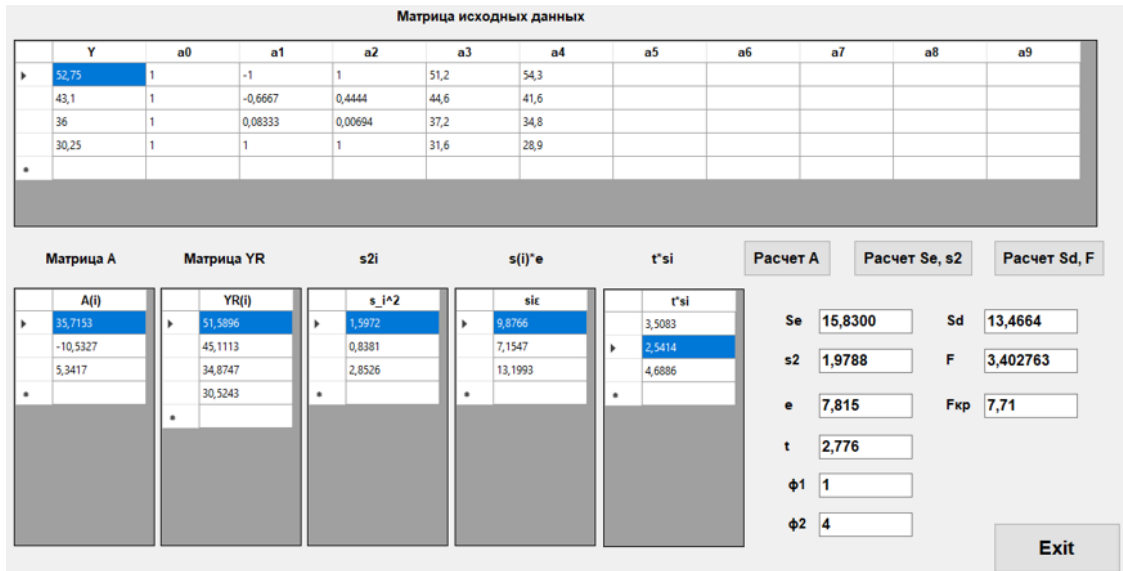 Матрица исходных данных
Y a0 a1 a2 a3 a4 a5 a6 a7 a8 a9
52,75 1 -1 1 51,2 54,3
43,1 1 -0,6667 0,4444 44,6 41,6
36 1 0,08333 0,00694 37,2 34,8
30,25 1 1 1 31,6 28,9
Матрица A Матрица YR s2i s(i)*e t*si Расчет A Расчет Se, s2 Расчет Sd, F
A(i) YR(i) s_i^2 siε t*si
35,7153 51,5896 1,5972 9,8766 3,5083
-10,5327 45,1113 0,8381 7,1547 2,5414
5,3417 34,8747 2,8526 13,1993 4,6886
30,5243
Se 15,8300 Sd 13,4664
s2 1,9788 F 3,402763
e 7,815 Fкр 7,71
t 2,776
ф1 1
ф2 4
Exit